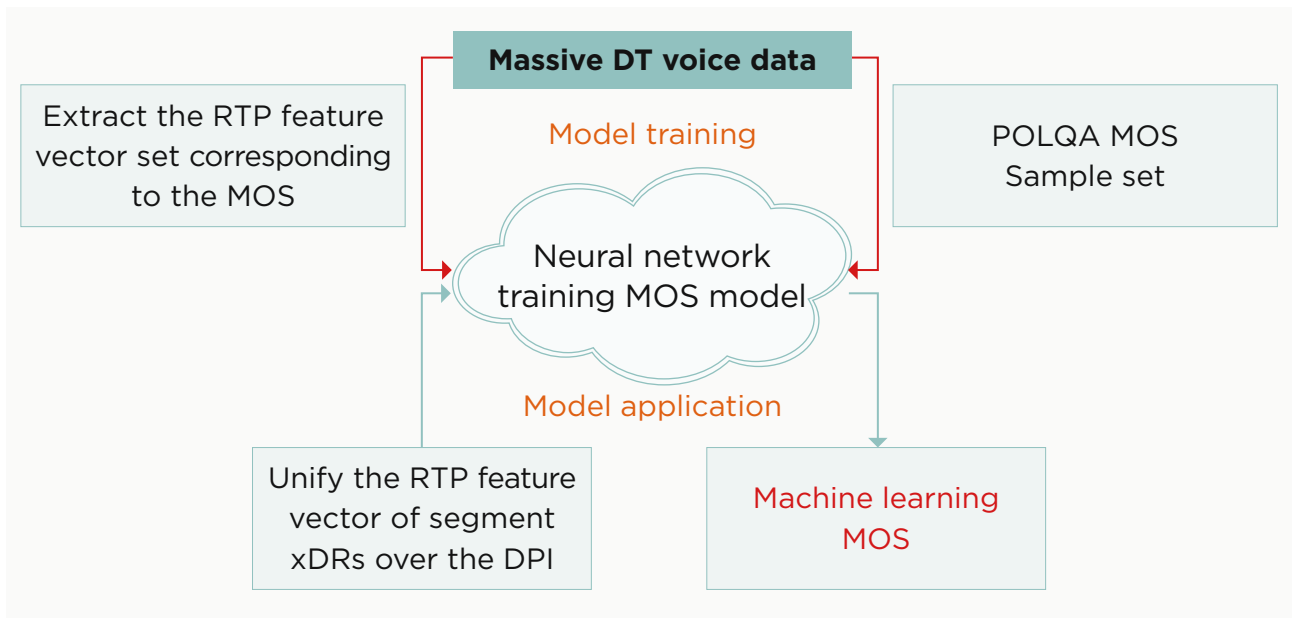 Massive DT voice data
Extract the RTP feature
vector set corresponding
to the MOS
Model training
POLQA MOS
Sample set
Neural network
training MOS model
Model application
Unify the RTP feature
vector of segment
xDRs over the DPI
Machine learning
MOS